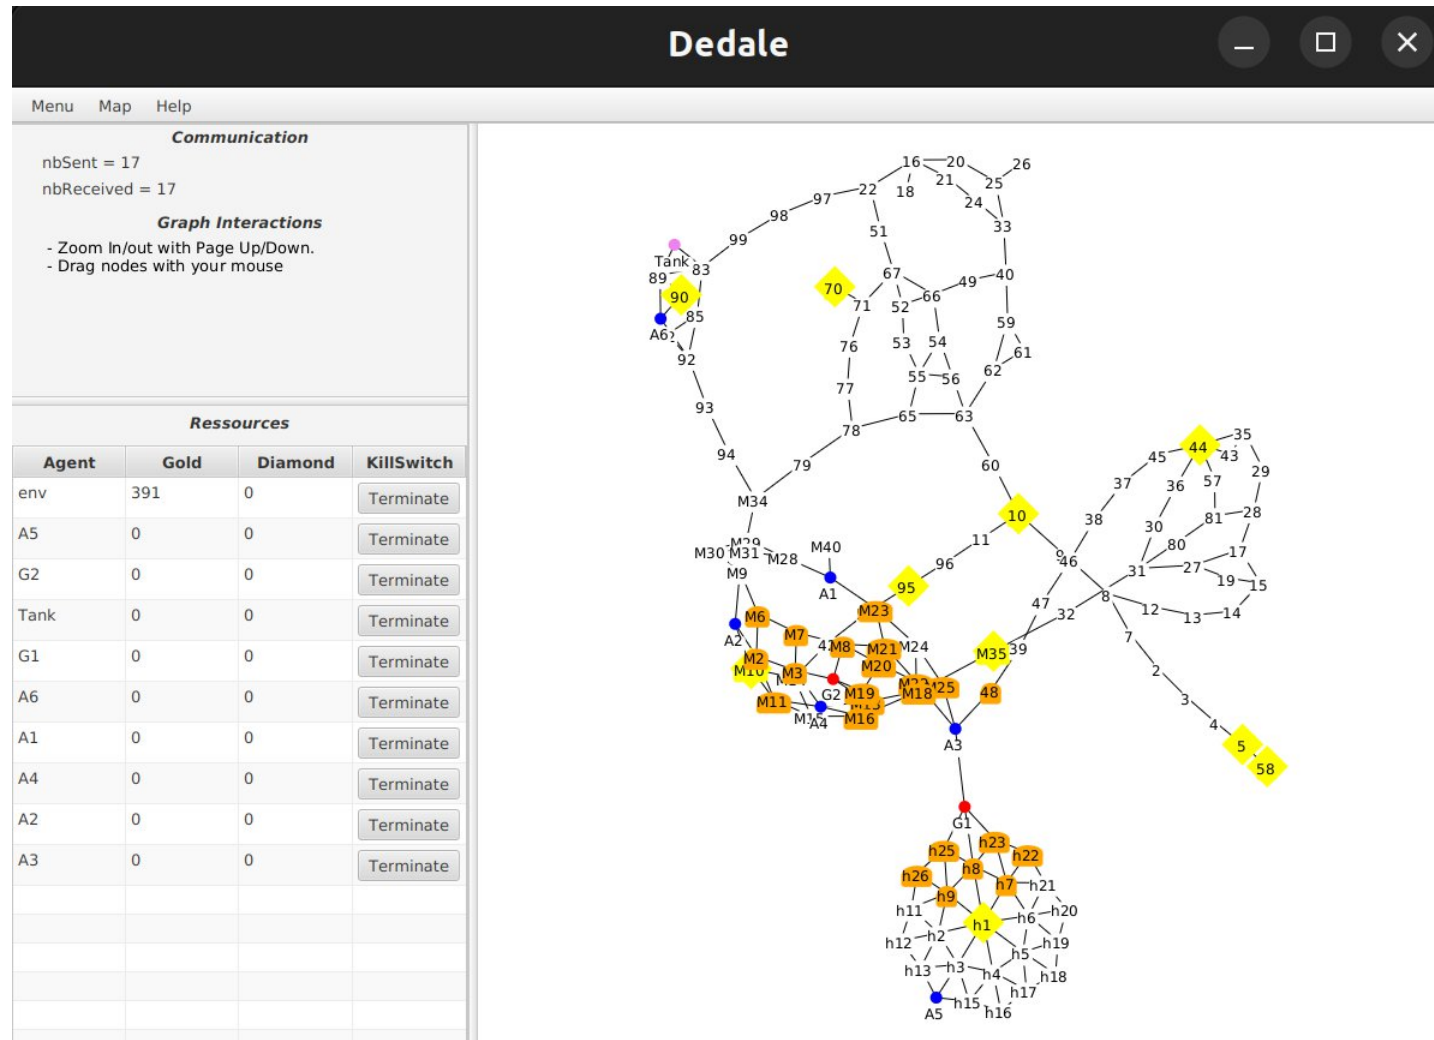 Dedale
Menu Map Help
Communication
nbSent = 17
nbReceived = 17
Graph Interactions
- Zoom In/out with Page Up/Down.
- Drag nodes with your mouse
Ressources
Agent Gold Diamond KillSwitch
env 391 0 Terminate
A5 0 0 Terminate
G2 0 0 Terminate
Tank 0 0 Terminate
G1 0 0 Terminate
A6 0 0 Terminate
A1 0 0 Terminate
A4 0 0 Terminate
A2 0 0 Terminate
A3 0 0 Terminate
16 20 26
21 25
22 18
97 24
98
33
51
99
Tank 83
89
67 40
49
70
90 66
71 52
85
59
A6
76 53 54
61
92
62
55 56
77
93
65 63
78
35
44
94 45 43
79 60
29
37 36 57
M34
10
38 30 81 28
11
M29 M40
M30 M31 M28
80 17
9 46
96
M9 31 27
95
A1
19 15
8
47
M23 12
M6 32 13 14
A2 M7 7
M8 M21 M24
39
M35
M2
M20
M10 M3 2
M22
M25
G2 M19 M18 48
3
M11
M16
A4
4
A3 5
58
G1
h23
h25 h22
h8
h26 h7 h21
h9
h11 h20
h6
h1
h2
h12 h19
h5
h3
h13 h4 h18
h17
h15
A5 h16